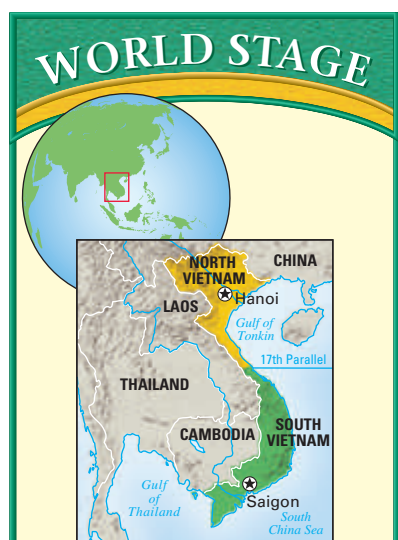 WORLD STAGE
NORTH
VIETNAM
CHINA
Hanoi
LAOS
Gulf of
Tonkin
17th Parallel
THAILAND
SOUTH
VIETNAM
CAMBODIA
Gulf
of
Thailand
Saigon
South
China Sea